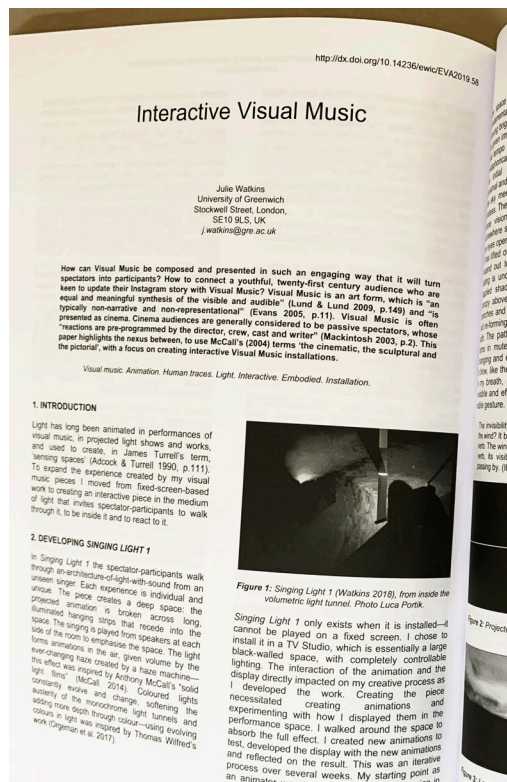 http://dx.doi.org/10.14236/ewic/EVA2019.58
Interactive Visual Music
Julie Watkins
University of Greenwich
Stockwell Street, London,
SE10 9LS, UK
j.watkins@gre.ac.uk
How can Visual Music be composed and presented in such an engaging way that it will turn
spectators into participants? How to connect a youthful, twenty-first century audience who are
keen to update their Instagram story with Visual Music? Visual Music is an art form, which is "an
equal and meaningful synthesis of the visible and audible" (Lund & Lund 2009, p.149) and "is
typically non-narrative and non-representational" (Evans 2005, p.11). Visual Music is often
presented as cinema. Cinema audiences are generally considered to be passive spectators, whose
"reactions are pre-programmed by the director, crew, cast and writer" (Mackintosh 2003, p.2). This
paper highlights the nexus between, to use McCall's (2004) terms 'the cinematic, the sculptural and
the pictorial', with a focus on creating interactive Visual Music installations.
Visual music. Animation. Human traces. Light. Interactive. Embodied. Installation.
1. INTRODUCTION
Light has long been animated in performances of
visual music, in projected light shows and works,
and used to create, in James Turrell's term,
'sensing spaces' (Adcock & Turrell 1990, p.111).
To expand the experience created by my visual
music pieces I moved from fixed-screen-based
work to creating an interactive piece in the medium
of light that invites spectator-participants to walk
through it, to be inside it and to react to it.
2. DEVELOPING SINGING LIGHT 1
In Singing Light 1 the spectator-participants walk
through an-architecture-of-light-with-sound from an
unseen singer. Each experience is individual and
unique. The piece creates a deep space: the
projected animation is broken across long,
illuminated hanging strips that recede into the
space. The singing is played from speakers at each
side of the room to emphasise the space. The light
forms animations in the air, given volume by the
ever-changing haze created by a haze machine—
this effect was inspired by Anthony McCall's "solid
light films" (McCall 2014). Coloured lights
constantly evolve and change, softening the
austerity of the monochrome light tunnels and
adding more depth through colour—using evolving
colours in light was inspired by Thomas Wilfred's
work (Orgeman et al. 2017).
Figure 1: Singing Light 1 (Watkins 2018), from inside the
volumetric light tunnel. Photo Luca Portik.
Singing Light 1 only exists when it is installed—it
cannot be played on a fixed screen. I chose to
install it in a TV Studio, which is essentially a large
black-walled space, with completely controllable
lighting. The interaction of the animation and the
display directly impacted on my creative process as
I developed the work. Creating the piece
necessitated creating animations and
experimenting with how I displayed them in the
performance space. I walked around the space to
absorb the full effect. I created new animations to
test, developed the display with the new animations
and reflected on the result. This was an iterative
process over several weeks. My starting point as
an animator
The invisibility
the wind? It b
verb. The win
verb, its visib
passing by. (Il
Figure 2: Projecte